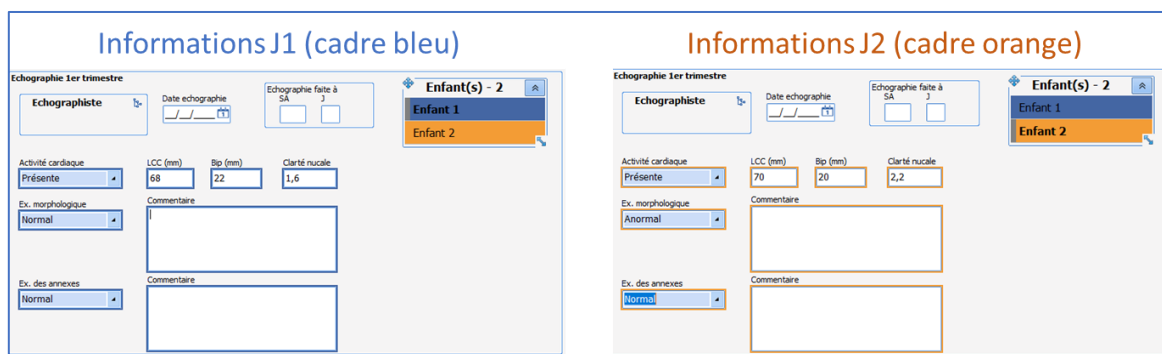 Informations J1 (cadre bleu)
Echographie 1er trimestre
Echographiste
Date echographie
__/__/____
1
Echographie faite à
SA J
Enfant(s) - 2
Enfant 1
Enfant 2
Activité cardiaque
Présente
LCC (mm) Bip (mm) Clarté nucale
68 22 1,6
Ex. morphologique
Normal
Commentaire
Ex. des annexes
Normal
Commentaire
Informations J2 (cadre orange)
Echographie 1er trimestre
Echographiste
Date echographie
__/__/____
1
Echographie faite à
SA J
Enfant(s) - 2
Enfant 1
Enfant 2
Activité cardiaque
Présente
LCC (mm) Bip (mm) Clarté nucale
70 20 2,2
Ex. morphologique
Anormal
Commentaire
Ex. des annexes
Normal
Commentaire